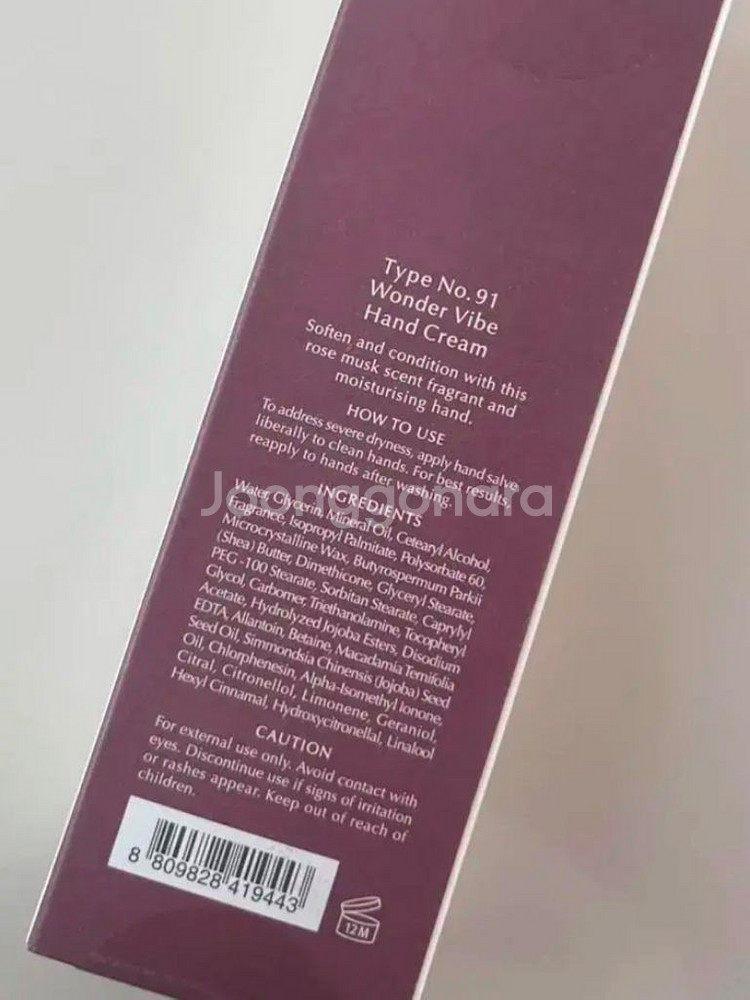 Type No. 91
Wonder Vibe
Hand Cream
Soften and condition with this
rose musk scent fragrant and
moisturising hand.
HOW TO USE
To address severe dryness, apply hand salve
liberally to clean hands. For best results,
reapply to hands after washing.
Joonggonara
INGREDIENTS
Water, Glycerin, Mineral Oil, Cetearyl Alcohol,
Fragrance, Isopropyl Palmitate, Polysorbate 60,
Microcrystalline Wax, Butyrospermum Parkii
(Shea) Butter, Dimethicone, Glyceryl Stearate,
PEG -100 Stearate, Sorbitan Stearate, Caprylyl
Glycol, Carbomer, Triethanolamine, Tocopheryl
Acetate, Hydrolyzed Jojoba Esters, Disodium
EDTA, Allantoin, Betaine, Macadamia Ternifolia
Seed Oil, Simmondsia Chinensis (Jojoba) Seed
Oil, Chlorphenesin, Alpha-Isomethyl Ionone,
Citral, Citronellol, Limonene, Geraniol,
Hexyl Cinnamal, Hydroxycitronellal, Linalool
CAUTION
For external use only. Avoid contact with
eyes. Discontinue use if signs of irritation
or rashes appear. Keep out of reach of
children.
8 809828 419443
12M